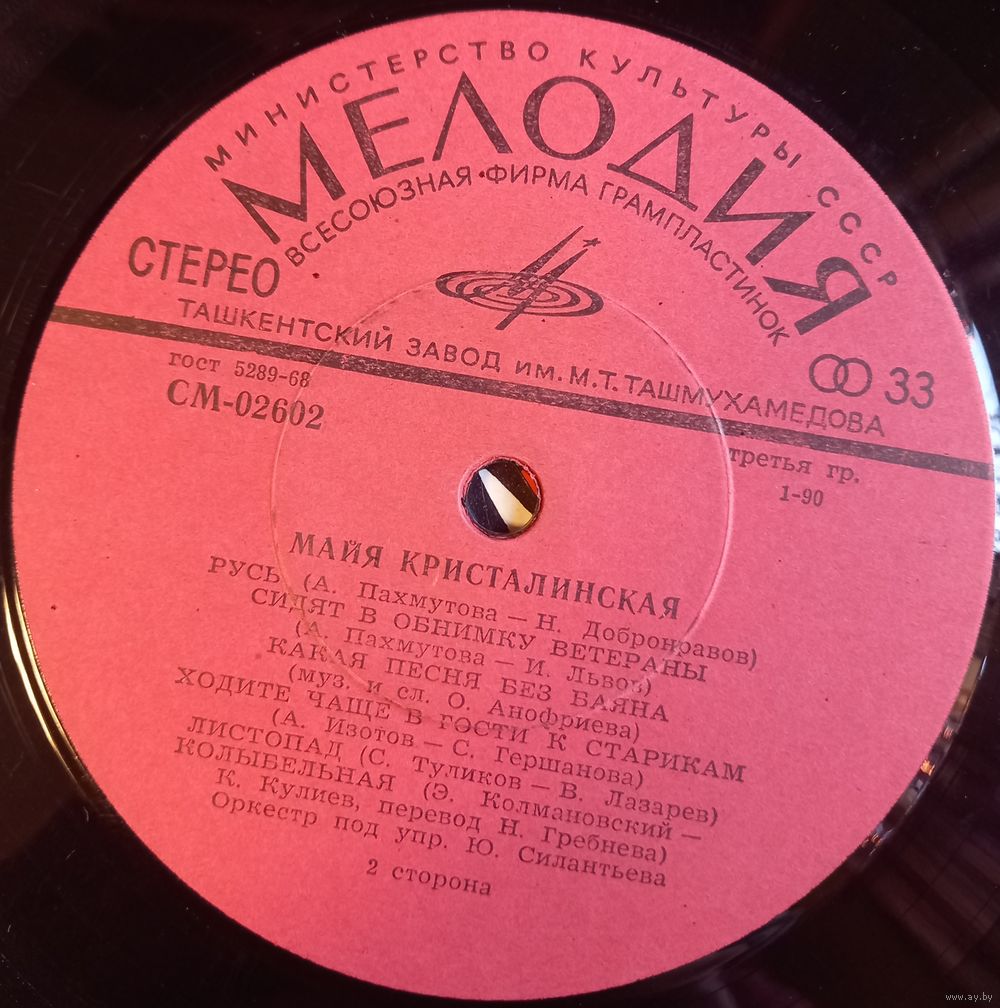 МИНИСТЕРСТВО КУЛЬТУРЫ СССР
МЕЛОДИЯ
ВСЕСОЮЗНАЯ • ФИРМА ГРАМПЛАСТИНОК
СТЕРЕО
33
ТАШКЕНТСКИЙ ЗАВОД ИМ. М.Т. ТАШМУХАМЕДОВА
гост 5289-68
СМ-02602
третья гр.
1-90
МАЙЯ КРИСТАЛИНСКАЯ
РУСЬ (А. Пахмутова — Н. Добронравов)
СИДЯТ В ОБНИМКУ ВЕТЕРАНЫ
(А. Пахмутова — И. Львов)
КАКАЯ ПЕСНЯ БЕЗ БАЯНА
(муз. и сл. О. Анофриева)
ХОДИТЕ ЧАЩЕ В ГОСТИ К СТАРИКАМ
(А. Изотов — С. Гершанова)
ЛИСТОПАД (С. Туликов — В. Лазарев)
КОЛЫБЕЛЬНАЯ (Э. Колмановский —
К. Кулиев, перевод Н. Гребнева)
Оркестр под упр. Ю. Силантьева
2 сторона
www.ay.by